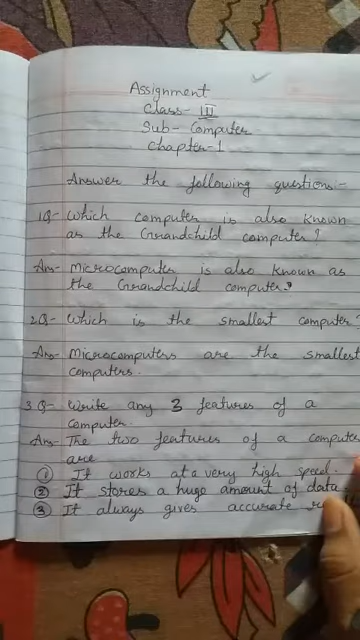 Assignment
Class- III
Sub- Computer
Chapter-1
Answer the following questions:-
1Q- Which computer is also known
as the Grandchild computer?
Ans- Microcomputer is also known as
the Grandchild computer?
2Q- Which is the smallest computer?
Ans- Microcomputers are the smallest
computers.
3Q- Write any 3 features of a
computer.
Ans- The two features of a computer
are
① It works at a very high speed.
② It stores a huge amount of data.
③ It always gives accurate